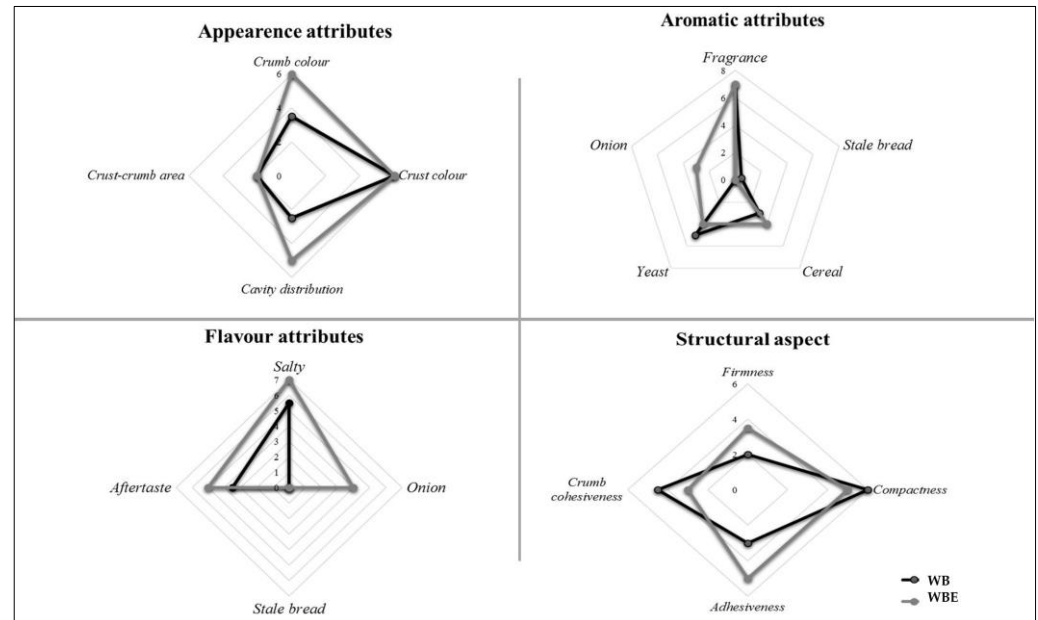 Appearence attributes
Crumb colour
6
4
2
0
Crust-crumb area
Crust colour
Cavity distribution
Aromatic attributes
Fragrance
8
6
4
2
0
Onion
Stale bread
Yeast
Cereal
Flavour attributes
Salty
7
6
5
4
3
2
1
0
Aftertaste
Onion
Stale bread
Structural aspect
Firmness
6
4
2
0
Crumb
cohesiveness
Compactness
Adhesiveness
WB
WBE